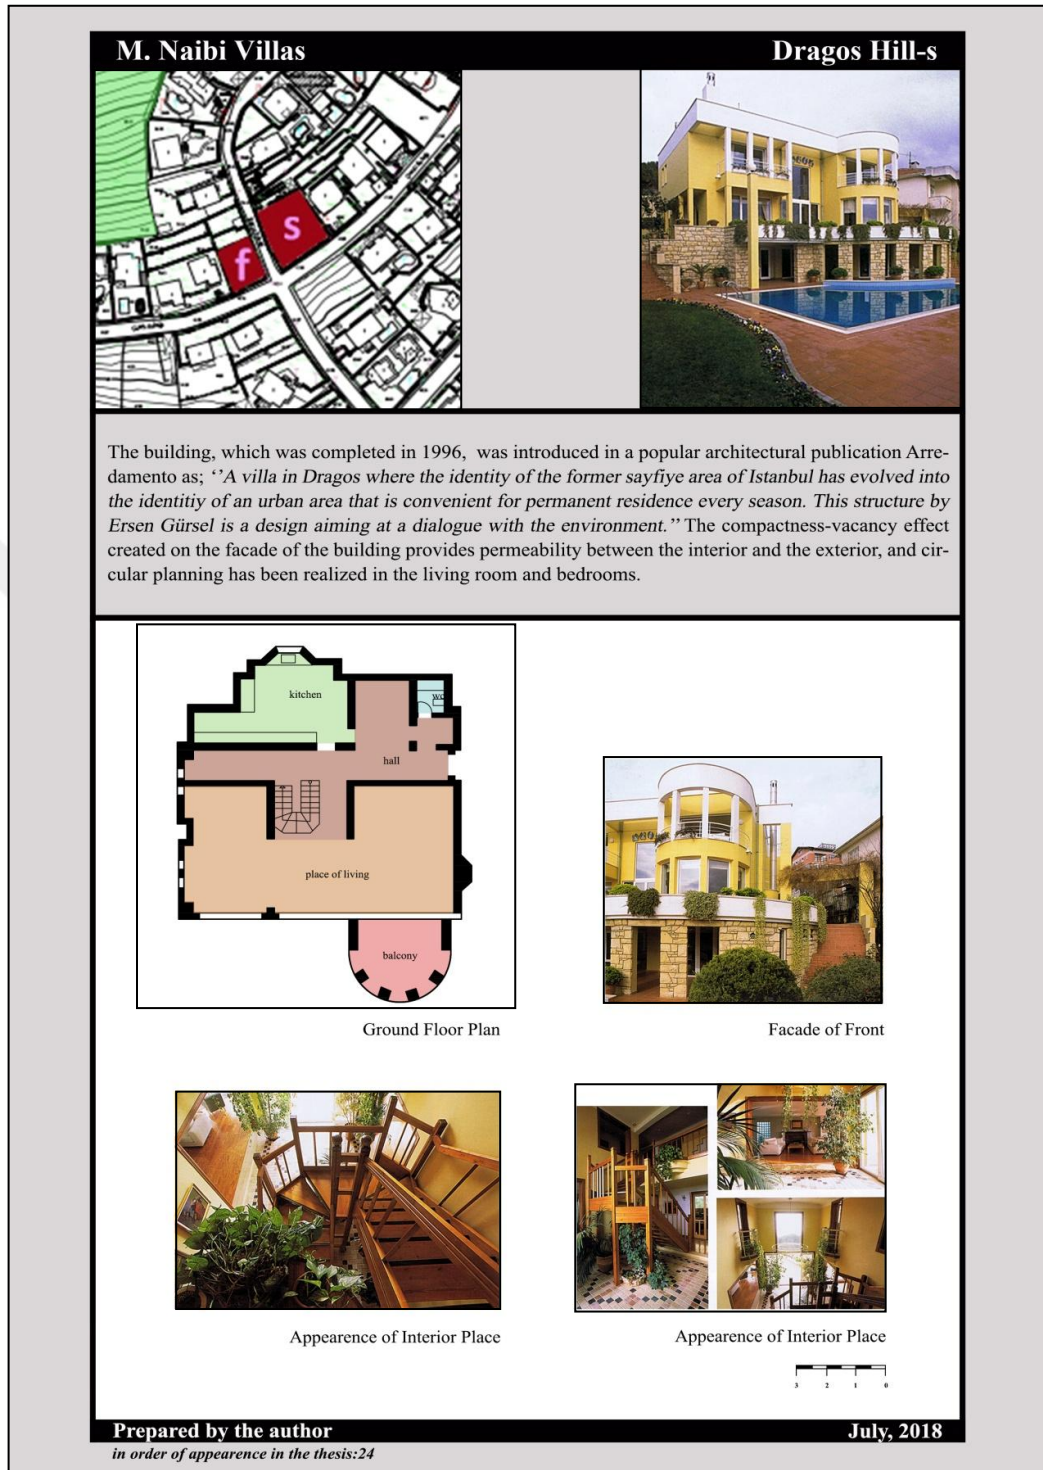 M. Naibi Villas
Dragos Hill-s
s
f
The building, which was completed in 1996, was introduced in a popular architectural publication Arre-
damento as; ‘’A villa in Dragos where the identity of the former sayfiye area of Istanbul has evolved into
the identitiy of an urban area that is convenient for permanent residence every season. This structure by
Ersen Gürsel is a design aiming at a dialogue with the environment.’’ The compactness-vacancy effect
created on the facade of the building provides permeability between the interior and the exterior, and cir-
cular planning has been realized in the living room and bedrooms.
kitchen
wc
hall
place of living
balcony
Ground Floor Plan
Facade of Front
Appearence of Interior Place
Appearence of Interior Place
3 2 1 0
Prepared by the author
July, 2018
in order of appearence in the thesis:24